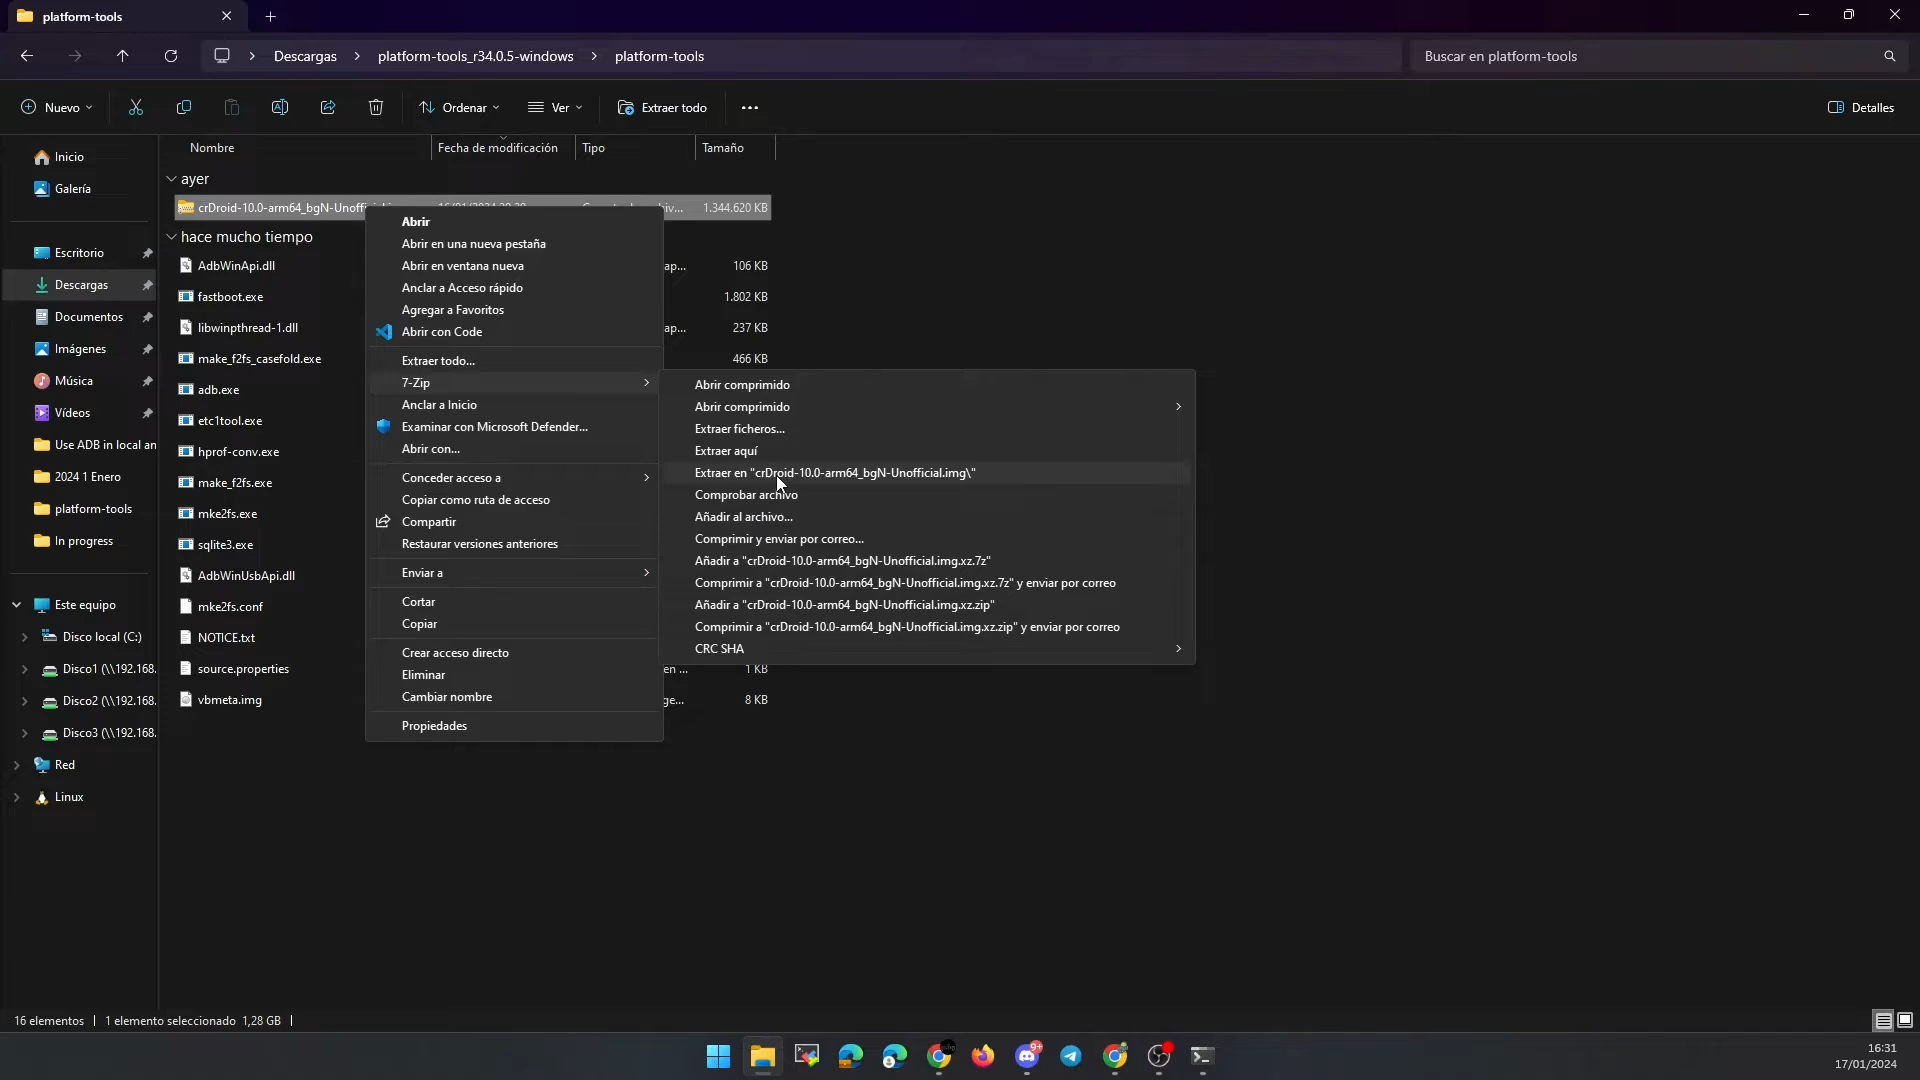 platform-tools
Descargas > platform-tools_r34.0.5-windows > platform-tools
Buscar en platform-tools
Nuevo
Ordenar
Ver
Extraer todo
Detalles
Nombre
Fecha de modificación
Tipo
Tamaño
Inicio
Galería
Escritorio
Descargas
Documentos
Imágenes
Música
Vídeos
Use ADB in local an
2024 1 Enero
platform-tools
In progress
Este equipo
Disco local (C:)
Disco1 (\\192.168.
Disco2 (\\192.168.
Disco3 (\\192.168.
Red
Linux
ayer
crDroid-10.0-arm64_bgN-Unoffi
1.344.620 KB
hace mucho tiempo
AdbWinApi.dll
ap...
106 KB
fastboot.exe
1.802 KB
libwinpthread-1.dll
ap...
237 KB
make_f2fs_casefold.exe
466 KB
adb.exe
etc1tool.exe
hprof-conv.exe
make_f2fs.exe
mke2fs.exe
sqlite3.exe
AdbWinUsbApi.dll
mke2fs.conf
NOTICE.txt
source.properties
en ...
1 KB
vbmeta.img
ge...
8 KB
Abrir
Abrir en una nueva pestaña
Abrir en ventana nueva
Anclar a Acceso rápido
Agregar a Favoritos
Abrir con Code
Extraer todo...
7-Zip
Anclar a Inicio
Examinar con Microsoft Defender...
Abrir con...
Conceder acceso a
Copiar como ruta de acceso
Compartir
Restaurar versiones anteriores
Enviar a
Cortar
Copiar
Crear acceso directo
Eliminar
Cambiar nombre
Propiedades
Abrir comprimido
Abrir comprimido
Extraer ficheros...
Extraer aquí
Extraer en "crDroid-10.0-arm64_bgN-Unofficial.img\"
Comprobar archivo
Añadir al archivo...
Comprimir y enviar por correo...
Añadir a "crDroid-10.0-arm64_bgN-Unofficial.img.xz.7z"
Comprimir a "crDroid-10.0-arm64_bgN-Unofficial.img.xz.7z" y enviar por correo
Añadir a "crDroid-10.0-arm64_bgN-Unofficial.img.xz.zip"
Comprimir a "crDroid-10.0-arm64_bgN-Unofficial.img.xz.zip" y enviar por correo
CRC SHA
16 elementos
1 elemento seleccionado 1,28 GB
9+
16:31
17/01/2024